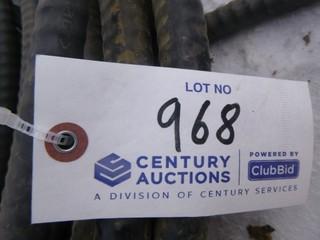 LOT NO
968
CENTURY
AUCTIONS
POWERED BY
ClubBid
A DIVISION OF CENTURY SERVICES